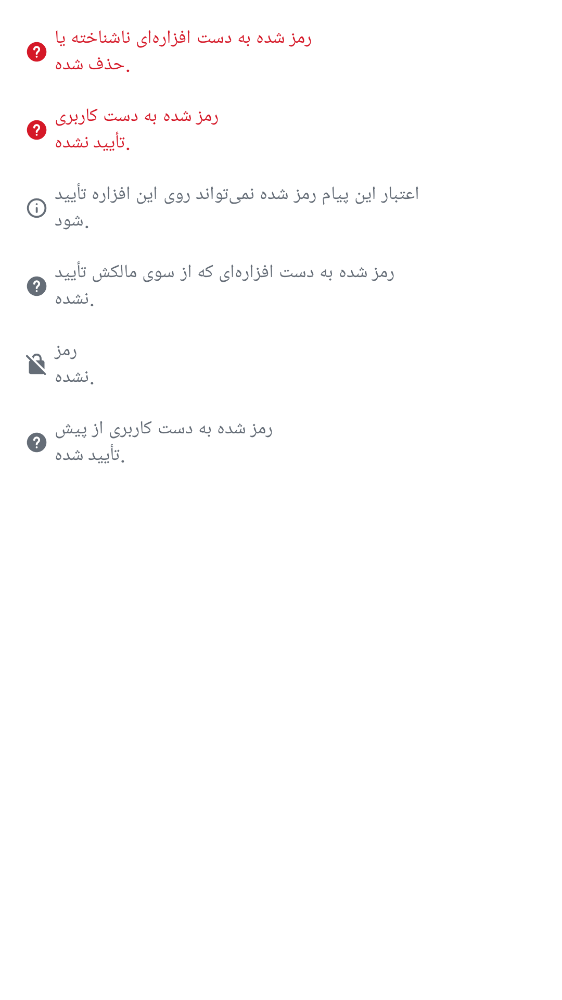 رمز شده به دست افزاره‌ای ناشناخته یا
حذف شده.
رمز شده به دست کاربری
تأیید نشده.
اعتبار این پیام رمز شده نمی‌تواند روی این افزاره تأیید
شود.
رمز شده به دست افزاره‌ای که از سوی مالکش تأیید
نشده.
رمز
نشده.
رمز شده به دست کاربری از پیش
تأیید شده.